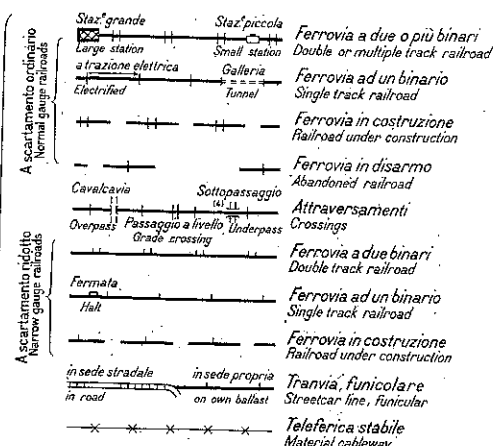 A scartamento ordinario
Normal gauge railroads
Staz.e grande
Staz.e piccola
Large station
Small station
Ferrovia a due o più binari
Double or multiple track railroad
a trazione elettrica
Galleria
Electrified
Tunnel
Ferrovia ad un binario
Single track railroad
Ferrovia in costruzione
Railroad under construction
Ferrovia in disarmo
Abandoned railroad
Cavalcavia
Sottopassaggio
(4)
Overpass
Passaggio a livello
Grade crossing
Underpass
Attraversamenti
Crossings
A scartamento ridotto
Narrow gauge railroads
Ferrovia a due binari
Double track railroad
Fermata
Halt
Ferrovia ad un binario
Single track railroad
Ferrovia in costruzione
Railroad under construction
in sede stradale
in sede propria
in road
on own ballast
Tranvia, funicolare
Streetcar line, funicular
Teleferica stabile
Material cableway